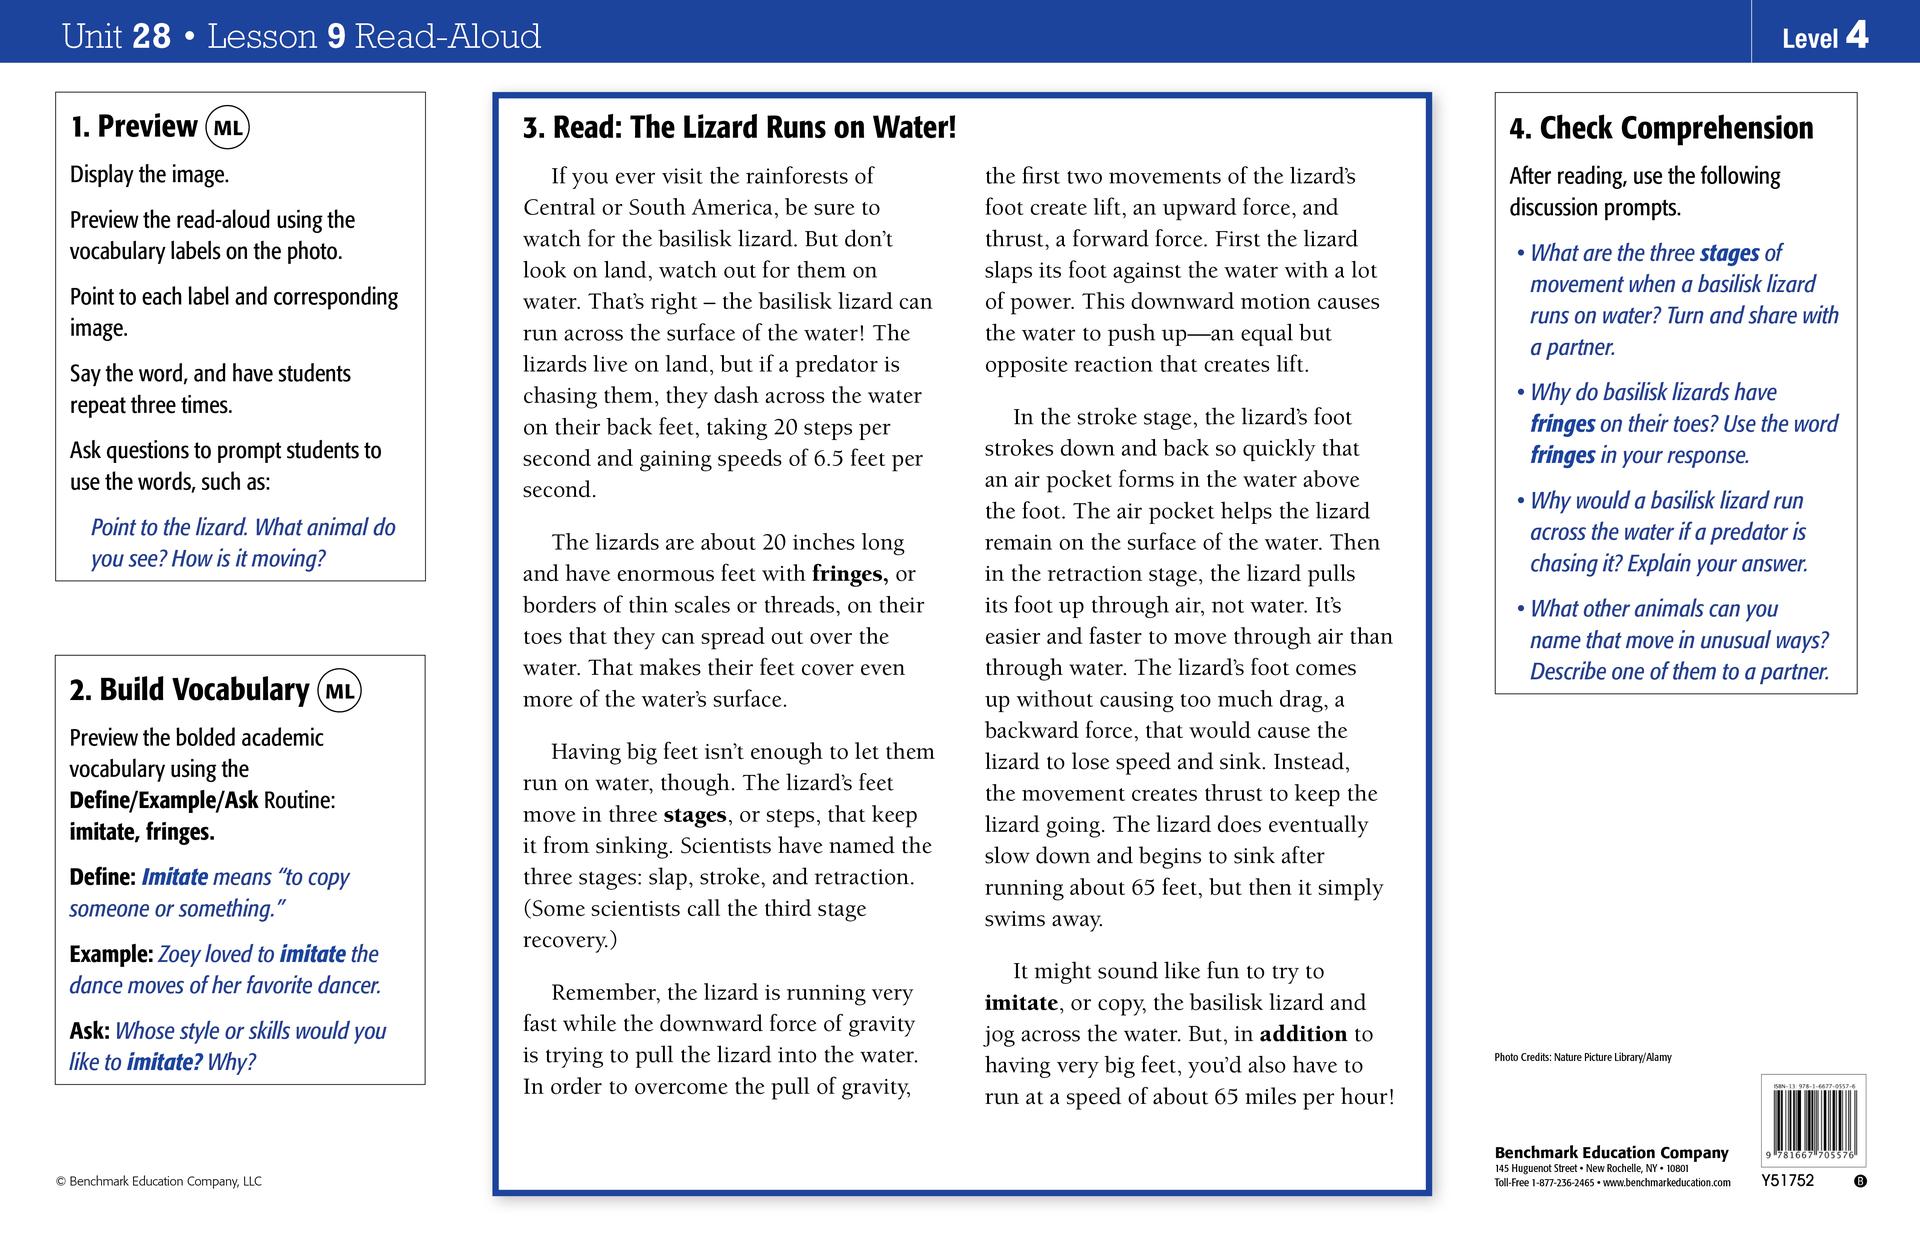 Unit 28 • Lesson 9 Read-Aloud
Level 4
1. Preview ML
Display the image.
Preview the read-aloud using the
vocabulary labels on the photo.
Point to each label and corresponding
image.
Say the word, and have students
repeat three times.
Ask questions to prompt students to
use the words, such as:
Point to the lizard. What animal do
you see? How is it moving?
2. Build Vocabulary ML
Preview the bolded academic
vocabulary using the
Define/Example/Ask Routine:
imitate, fringes.
Define: Imitate means “to copy
someone or something.”
Example: Zoey loved to imitate the
dance moves of her favorite dancer.
Ask: Whose style or skills would you
like to imitate? Why?
© Benchmark Education Company, LLC
3. Read: The Lizard Runs on Water!
If you ever visit the rainforests of
Central or South America, be sure to
watch for the basilisk lizard. But don’t
look on land, watch out for them on
water. That’s right – the basilisk lizard can
run across the surface of the water! The
lizards live on land, but if a predator is
chasing them, they dash across the water
on their back feet, taking 20 steps per
second and gaining speeds of 6.5 feet per
second.
The lizards are about 20 inches long
and have enormous feet with fringes, or
borders of thin scales or threads, on their
toes that they can spread out over the
water. That makes their feet cover even
more of the water’s surface.
Having big feet isn’t enough to let them
run on water, though. The lizard’s feet
move in three stages, or steps, that keep
it from sinking. Scientists have named the
three stages: slap, stroke, and retraction.
(Some scientists call the third stage
recovery.)
Remember, the lizard is running very
fast while the downward force of gravity
is trying to pull the lizard into the water.
In order to overcome the pull of gravity,
the first two movements of the lizard’s
foot create lift, an upward force, and
thrust, a forward force. First the lizard
slaps its foot against the water with a lot
of power. This downward motion causes
the water to push up—an equal but
opposite reaction that creates lift.
In the stroke stage, the lizard’s foot
strokes down and back so quickly that
an air pocket forms in the water above
the foot. The air pocket helps the lizard
remain on the surface of the water. Then
in the retraction stage, the lizard pulls
its foot up through air, not water. It’s
easier and faster to move through air than
through water. The lizard’s foot comes
up without causing too much drag, a
backward force, that would cause the
lizard to lose speed and sink. Instead,
the movement creates thrust to keep the
lizard going. The lizard does eventually
slow down and begins to sink after
running about 65 feet, but then it simply
swims away.
It might sound like fun to try to
imitate, or copy, the basilisk lizard and
jog across the water. But, in addition to
having very big feet, you’d also have to
run at a speed of about 65 miles per hour!
4. Check Comprehension
After reading, use the following
discussion prompts.
• What are the three stages of
movement when a basilisk lizard
runs on water? Turn and share with
a partner.
• Why do basilisk lizards have
fringes on their toes? Use the word
fringes in your response.
• Why would a basilisk lizard run
across the water if a predator is
chasing it? Explain your answer.
• What other animals can you
name that move in unusual ways?
Describe one of them to a partner.
Photo Credits: Nature Picture Library/Alamy
Benchmark Education Company
145 Huguenot Street • New Rochelle, NY • 10801
Toll-Free 1-877-236-2465 • www.benchmarkeducation.com
ISBN-13 978-1-6677-0557-6
9 781667 705576
Y51752 B